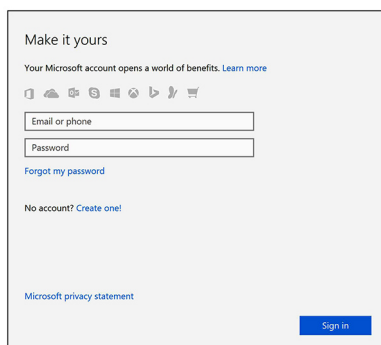 Make it yours
Your Microsoft account opens a world of benefits. Learn more
Email or phone
Password
Forgot my password
No account? Create one!
Microsoft privacy statement
Sign in